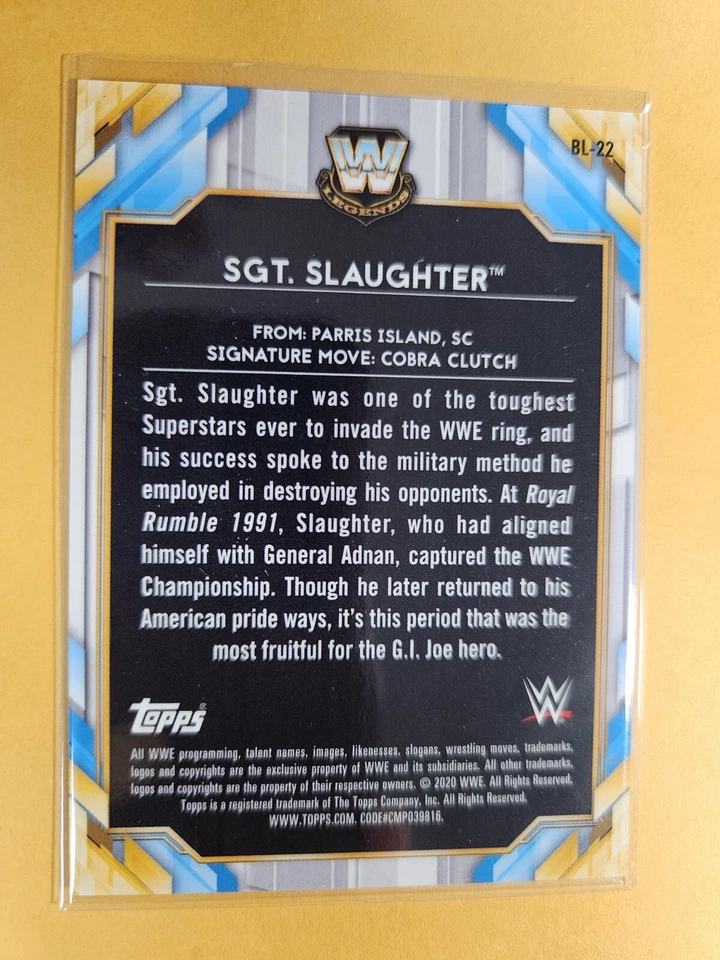 BL-22
W
LEGENDS
SGT. SLAUGHTER™
FROM: PARRIS ISLAND, SC
SIGNATURE MOVE: COBRA CLUTCH
Sgt. Slaughter was one of the toughest
Superstars ever to invade the WWE ring, and
his success spoke to the military method he
employed in destroying his opponents. At Royal
Rumble 1991, Slaughter, who had aligned
himself with General Adnan, captured the WWE
Championship. Though he later returned to his
American pride ways, it's this period that was the
most fruitful for the G.I. Joe hero.
Topps®
W
All WWE programming, talent names, images, likenesses, slogans, wrestling moves, trademarks,
logos and copyrights are the exclusive property of WWE and its subsidiaries. All other trademarks,
logos and copyrights are the property of their respective owners. © 2020 WWE. All Rights Reserved.
Topps is a registered trademark of The Topps Company, Inc. All Rights Reserved.
WWW.TOPPS.COM. CODE#CMP039816.